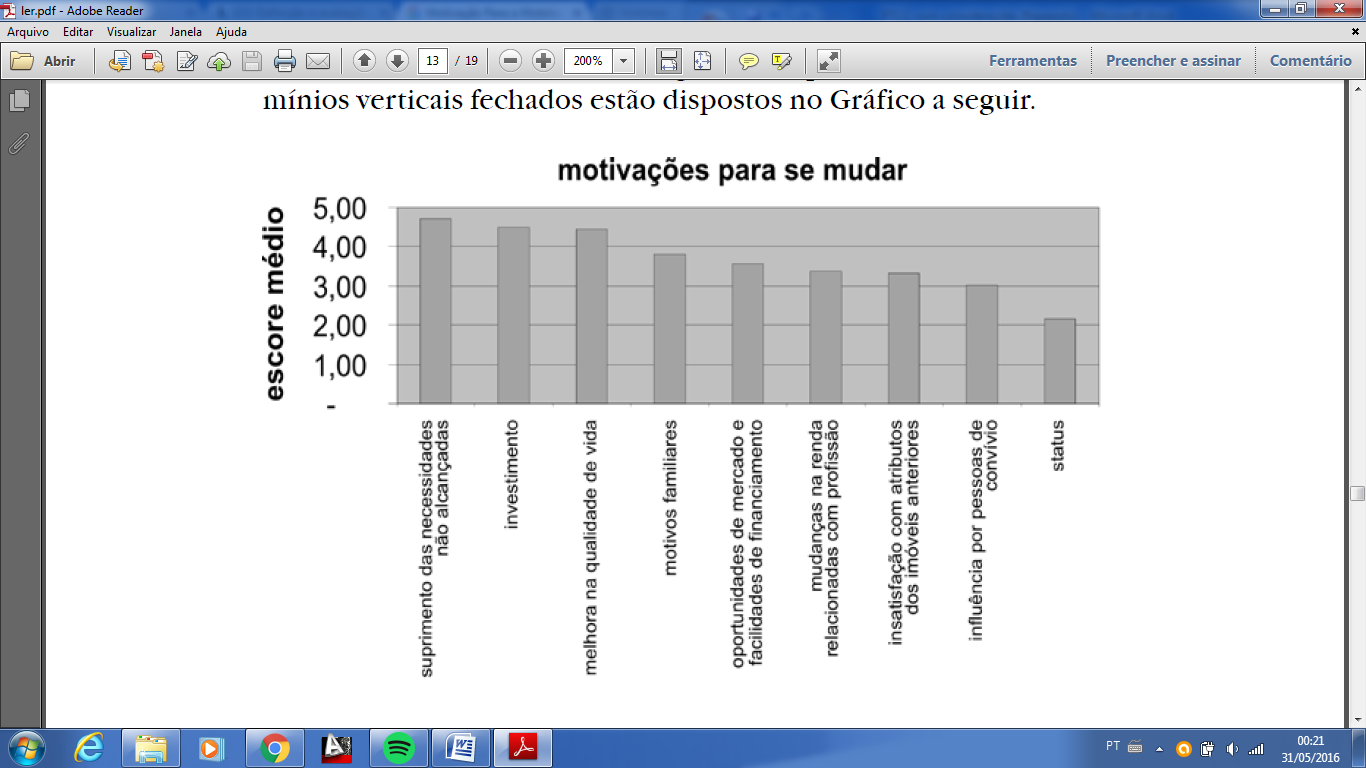 ler.pdf - Adobe Reader
Arquivo Editar Visualizar Janela Ajuda
Abrir 13 / 19 200% Ferramentas Preencher e assinar Comentário
mínios verticais fechados estão dispostos no Gráfico a seguir.
motivações para se mudar
escore médio
5,00
4,00
3,00
2,00
1,00
-
suprimento das necessidades
não alcançadas
investimento
melhora na qualidade de vida
motivos familiares
oportunidades de mercado e
facilidades de financiamento
mudanças na renda
relacionadas com profissão
insatisfação com atributos
dos imóveis anteriores
influência por pessoas de
convívio
status
PT
00:21
31/05/2016